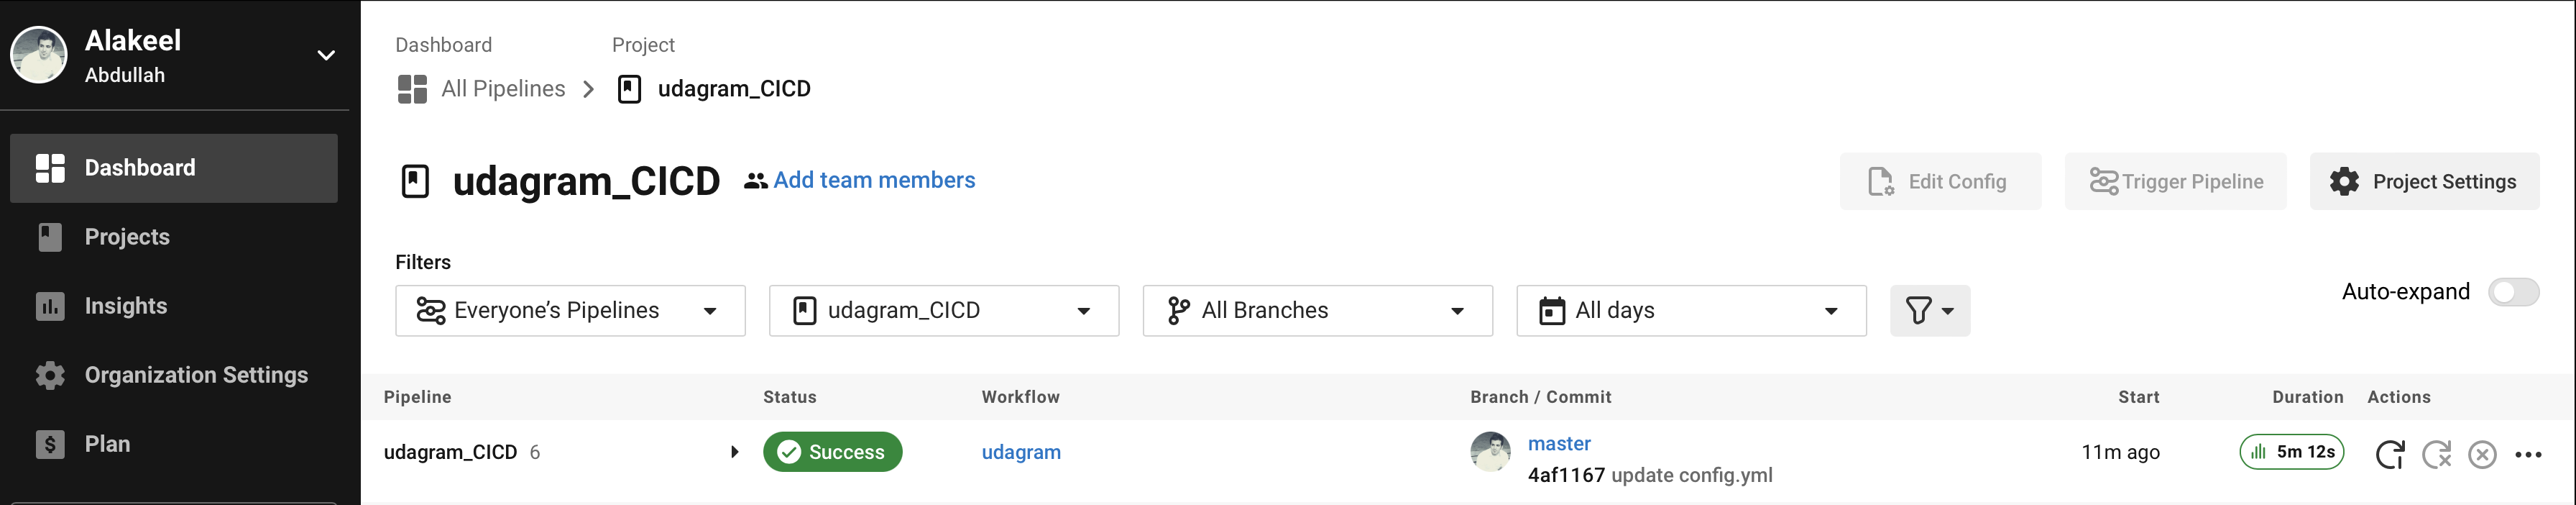 Alakeel
Abdullah
Dashboard
Projects
Insights
Organization Settings
Plan
Dashboard Project
All Pipelines udagram_CICD
udagram_CICD Add team members
Edit Config Trigger Pipeline Project Settings
Filters
Everyone’s Pipelines udagram_CICD All Branches All days
Auto-expand
Pipeline Status Workflow Branch / Commit Start Duration Actions
udagram_CICD 6 Success udagram master 11m ago 5m 12s
4af1167 update config.yml